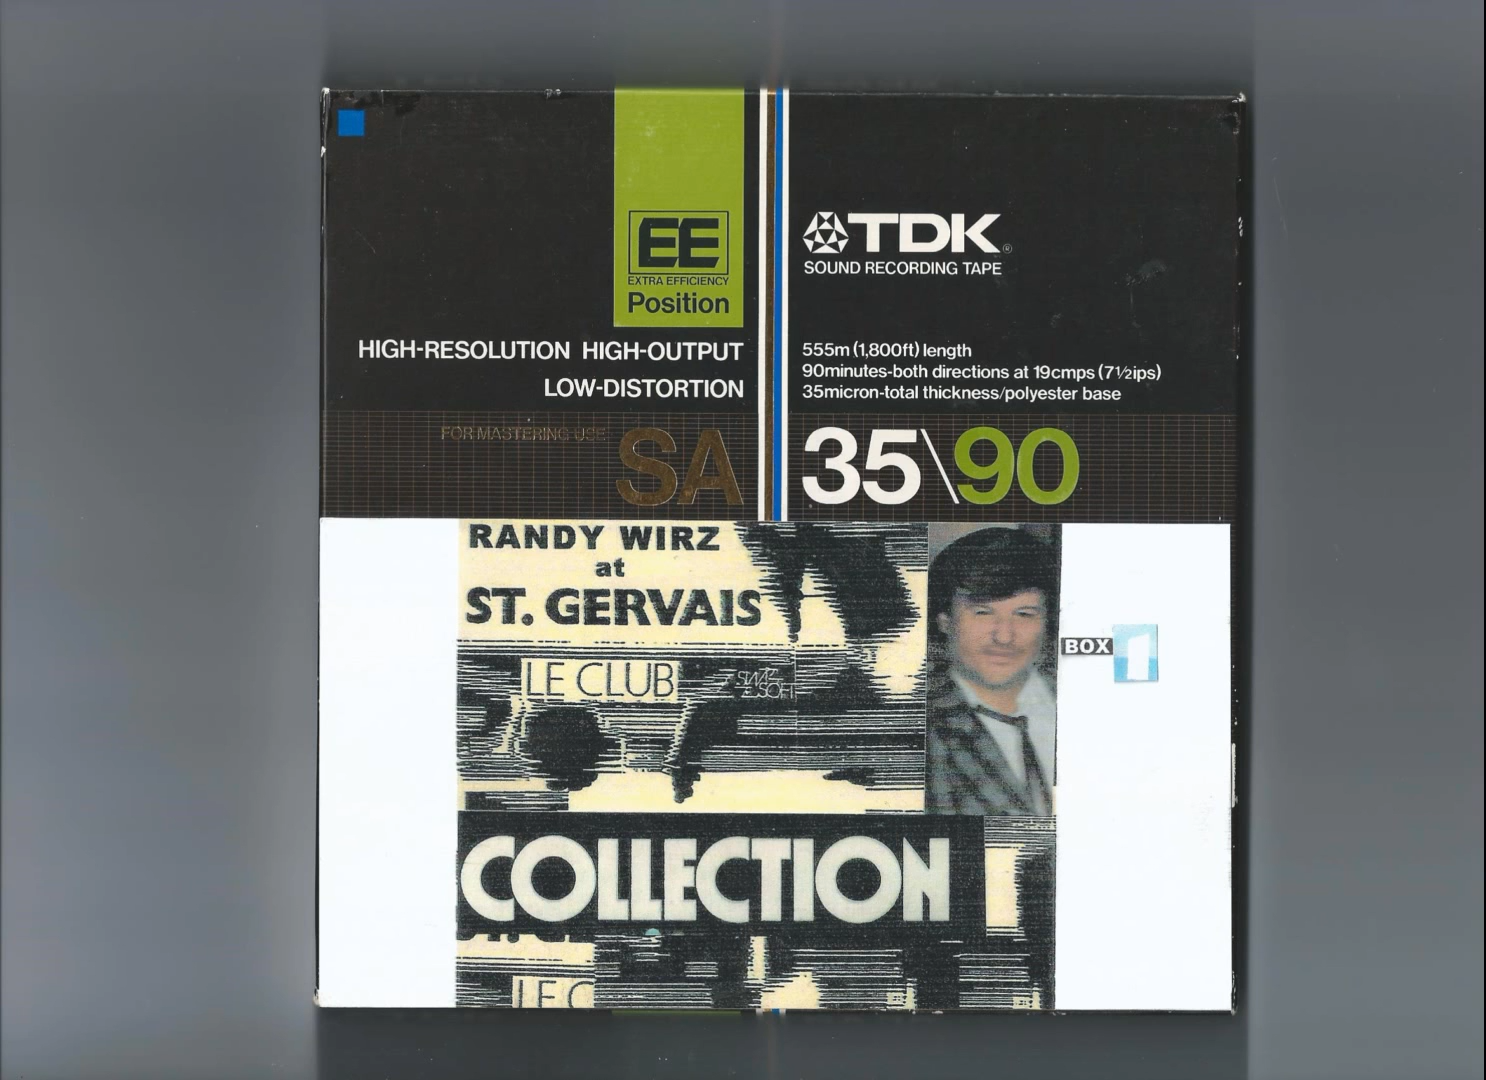 EE
EXTRA EFFICIENCY
Position
HIGH-RESOLUTION HIGH-OUTPUT
LOW-DISTORTION
TDK®
SOUND RECORDING TAPE
555m (1,800ft) length
90minutes-both directions at 19cmps (7½ips)
35micron-total thickness/polyester base
FOR MASTERING USE
SA 35\90
RANDY WIRZ
at
ST. GERVAIS
LE CLUB
BOX 1
COLLECTION
LE C